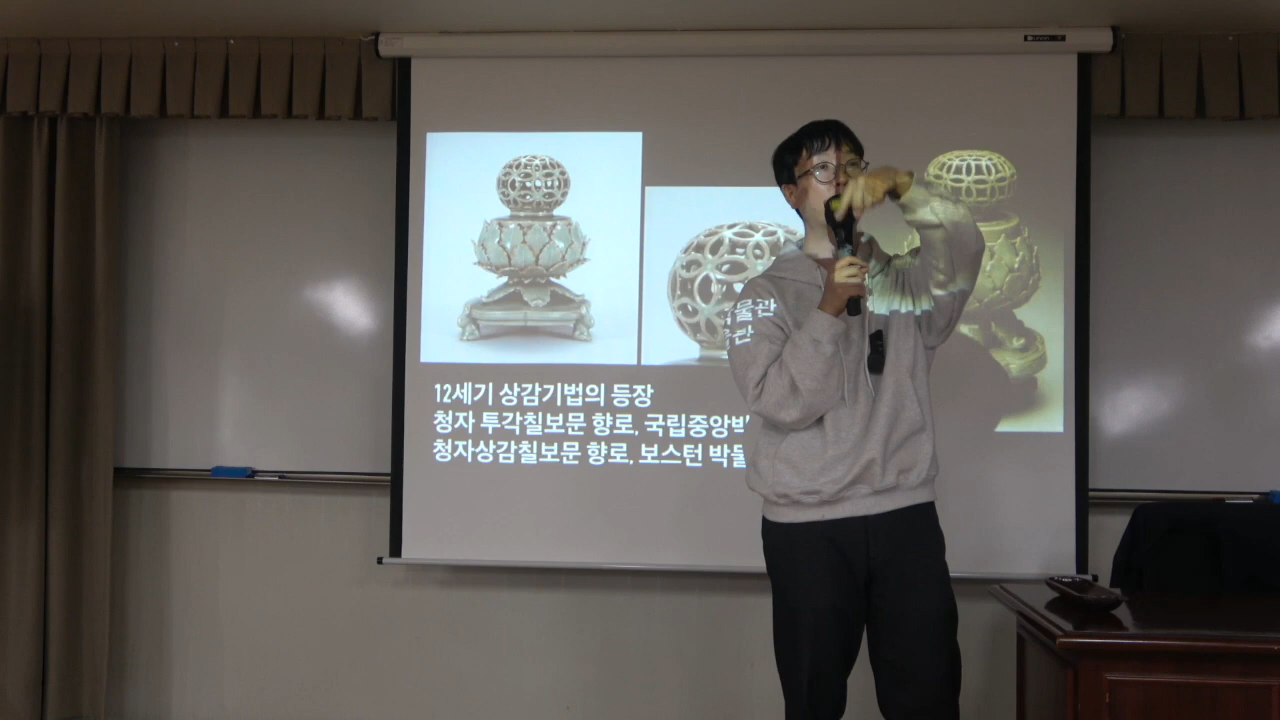 12세기 상감기법의 등장
청자 투각칠보문 향로, 국립중앙박물관
청자상감칠보문 향로, 보스턴 박물